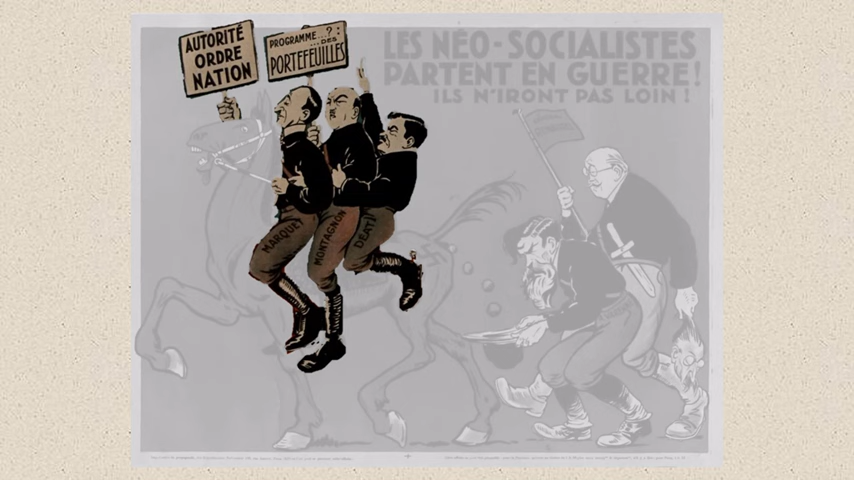 AUTORITÉ
ORDRE
NATION
PROGRAMME...?:
...DES
PORTEFEUILLES
LES NÉO-SOCIALISTES
PARTENT EN GUERRE!
ILS N'IRONT PAS LOIN!
MARQUET
MONTAGNON
DÉAT